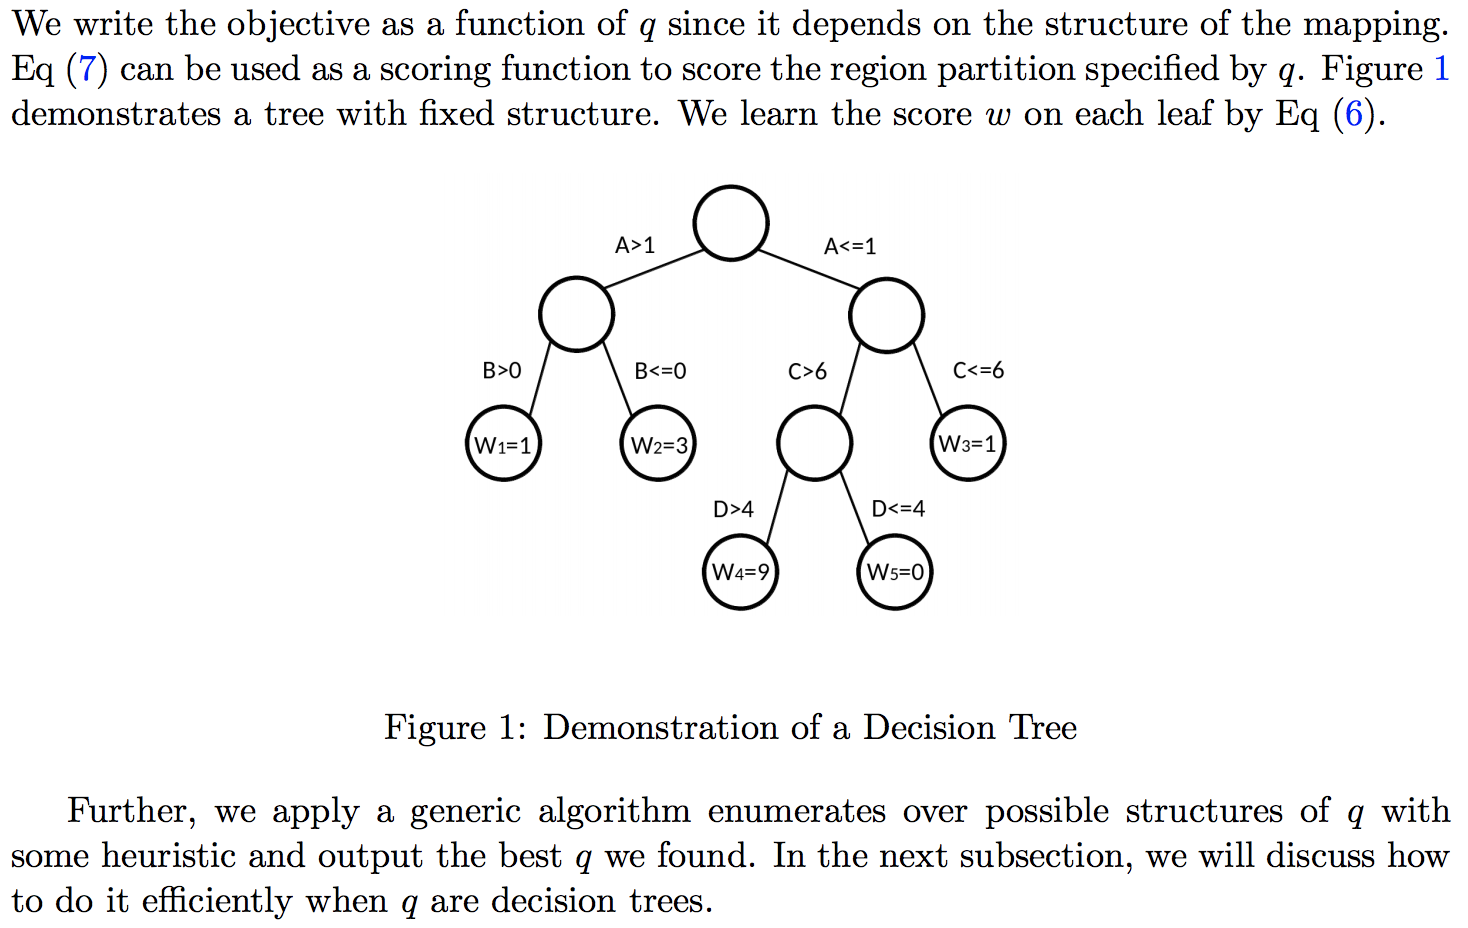 We write the objective as a function of q since it depends on the structure of the mapping.
Eq (7) can be used as a scoring function to score the region partition specified by q. Figure 1
demonstrates a tree with fixed structure. We learn the score w on each leaf by Eq (6).
A>1 A<=1
B>0 B<=0 C>6 C<=6
W1=1 W2=3 W3=1
D>4 D<=4
W4=9 W5=0
Figure 1: Demonstration of a Decision Tree
Further, we apply a generic algorithm enumerates over possible structures of q with
some heuristic and output the best q we found. In the next subsection, we will discuss how
to do it efficiently when q are decision trees.